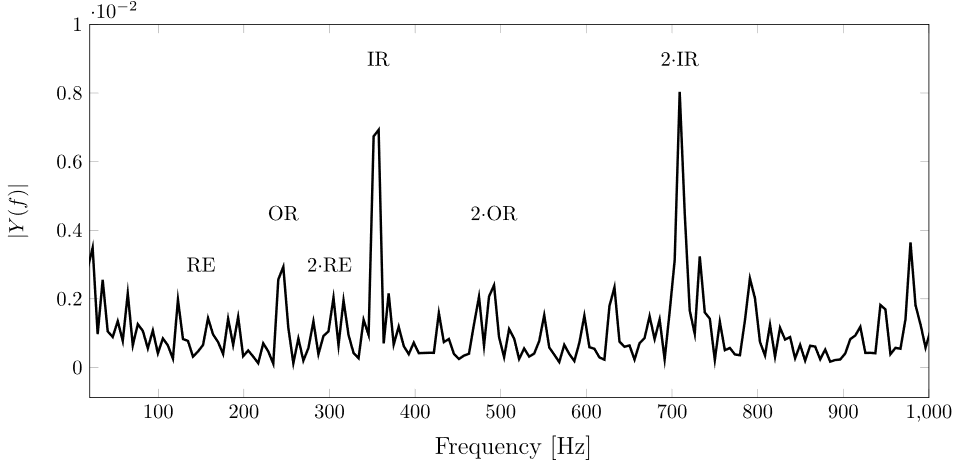 ·10⁻²
1
0.8
0.6
0.4
0.2
0
|Y(f)|
IR
2·IR
OR
2·OR
RE
2·RE
100 200 300 400 500 600 700 800 900 1,000
Frequency [Hz]